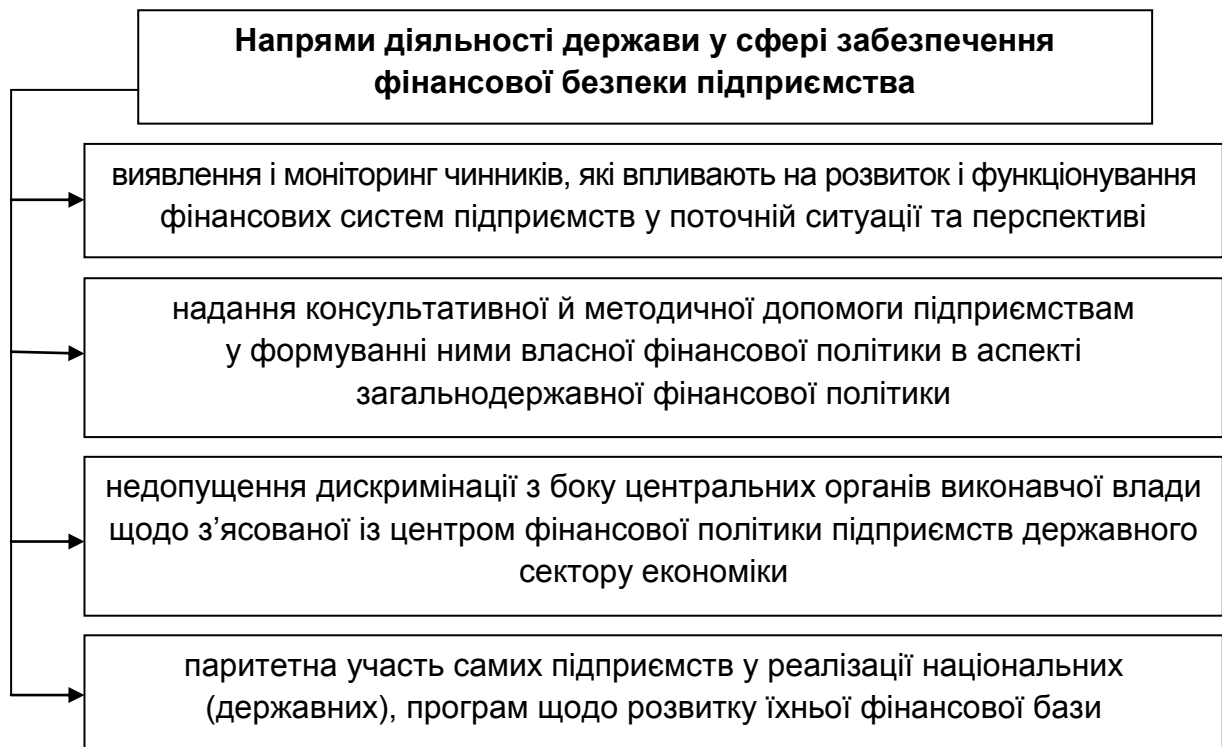 Напрями діяльності держави у сфері забезпечення
фінансової безпеки підприємства
виявлення і моніторинг чинників, які впливають на розвиток і функціонування
фінансових систем підприємств у поточній ситуації та перспективі
надання консультативної й методичної допомоги підприємствам
у формуванні ними власної фінансової політики в аспекті
загальнодержавної фінансової політики
недопущення дискримінації з боку центральних органів виконавчої влади
щодо з’ясованої із центром фінансової політики підприємств державного
сектору економіки
паритетна участь самих підприємств у реалізації національних
(державних), програм щодо розвитку їхньої фінансової бази